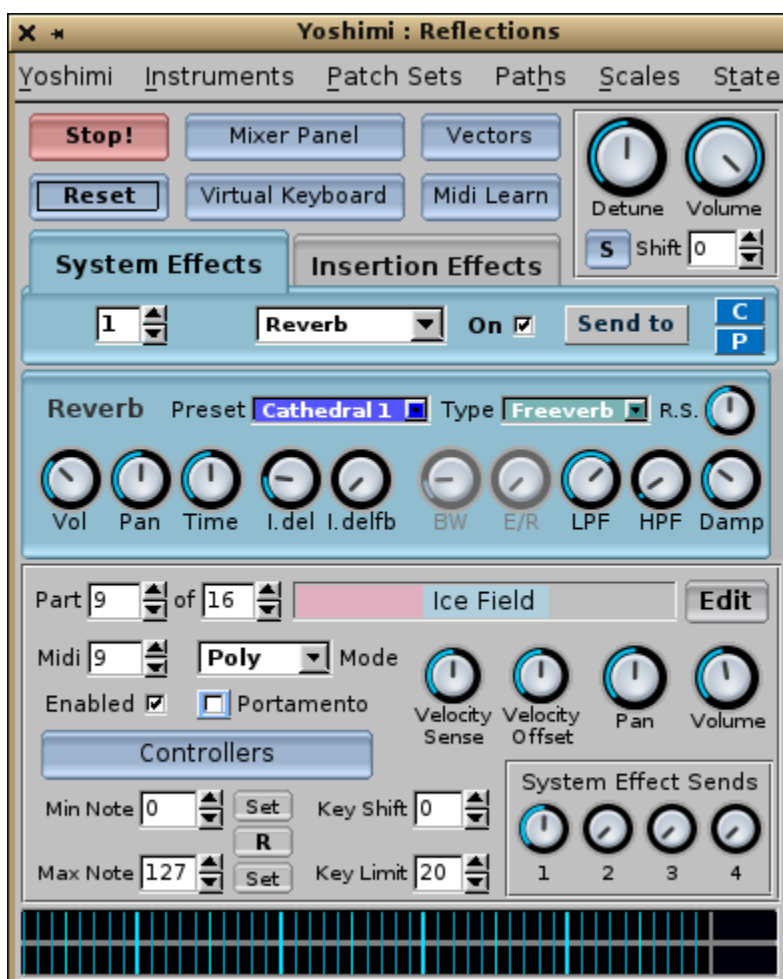 Yoshimi : Reflections
Yoshimi Instruments Patch Sets Paths Scales State
Stop! Mixer Panel Vectors
Reset Virtual Keyboard Midi Learn
Detune Volume
S Shift 0
System Effects Insertion Effects
1 Reverb On Send to C
P
Reverb Preset Cathedral 1 Type Freeverb R.S.
Vol Pan Time I.del I.delfb BW E/R LPF HPF Damp
Part 9 of 16 Ice Field Edit
Midi 9 Poly Mode
Enabled Portamento
Velocity Sense
Velocity Offset
Pan Volume
Controllers
Min Note 0 Set Key Shift 0
R
Max Note 127 Set Key Limit 20
System Effect Sends
1 2 3 4